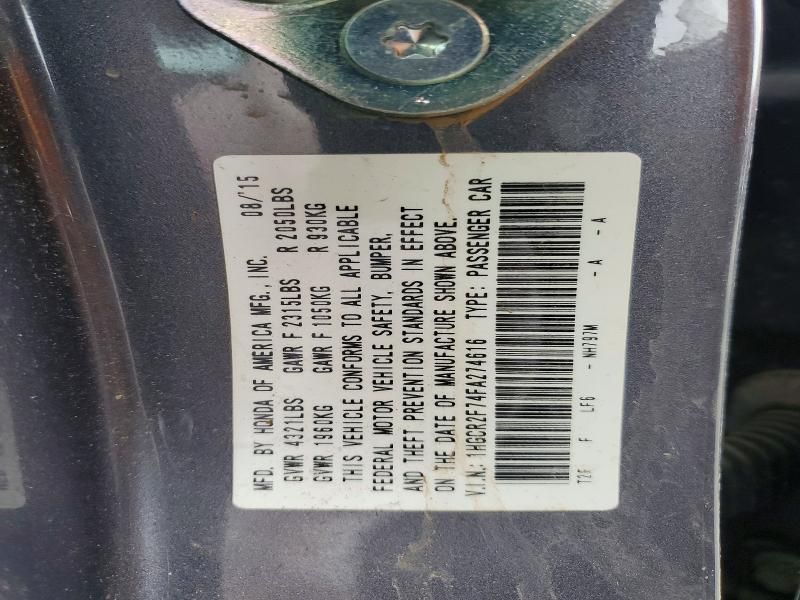 MFD. BY HONDA OF AMERICA MFG., INC. 08/'15
GVWR 4321LBS GAWR F 2315LBS R 2050LBS
GVWR 1960KG GAWR F 1050KG R 930KG
THIS VEHICLE CONFORMS TO ALL APPLICABLE
FEDERAL MOTOR VEHICLE SAFETY, BUMPER,
AND THEFT PREVENTION STANDARDS IN EFFECT
ON THE DATE OF MANUFACTURE SHOWN ABOVE.
V.I.N.: 1HGCR2F74FA274616 TYPE: PASSENGER CAR
F LF6 - NH797M - A - A